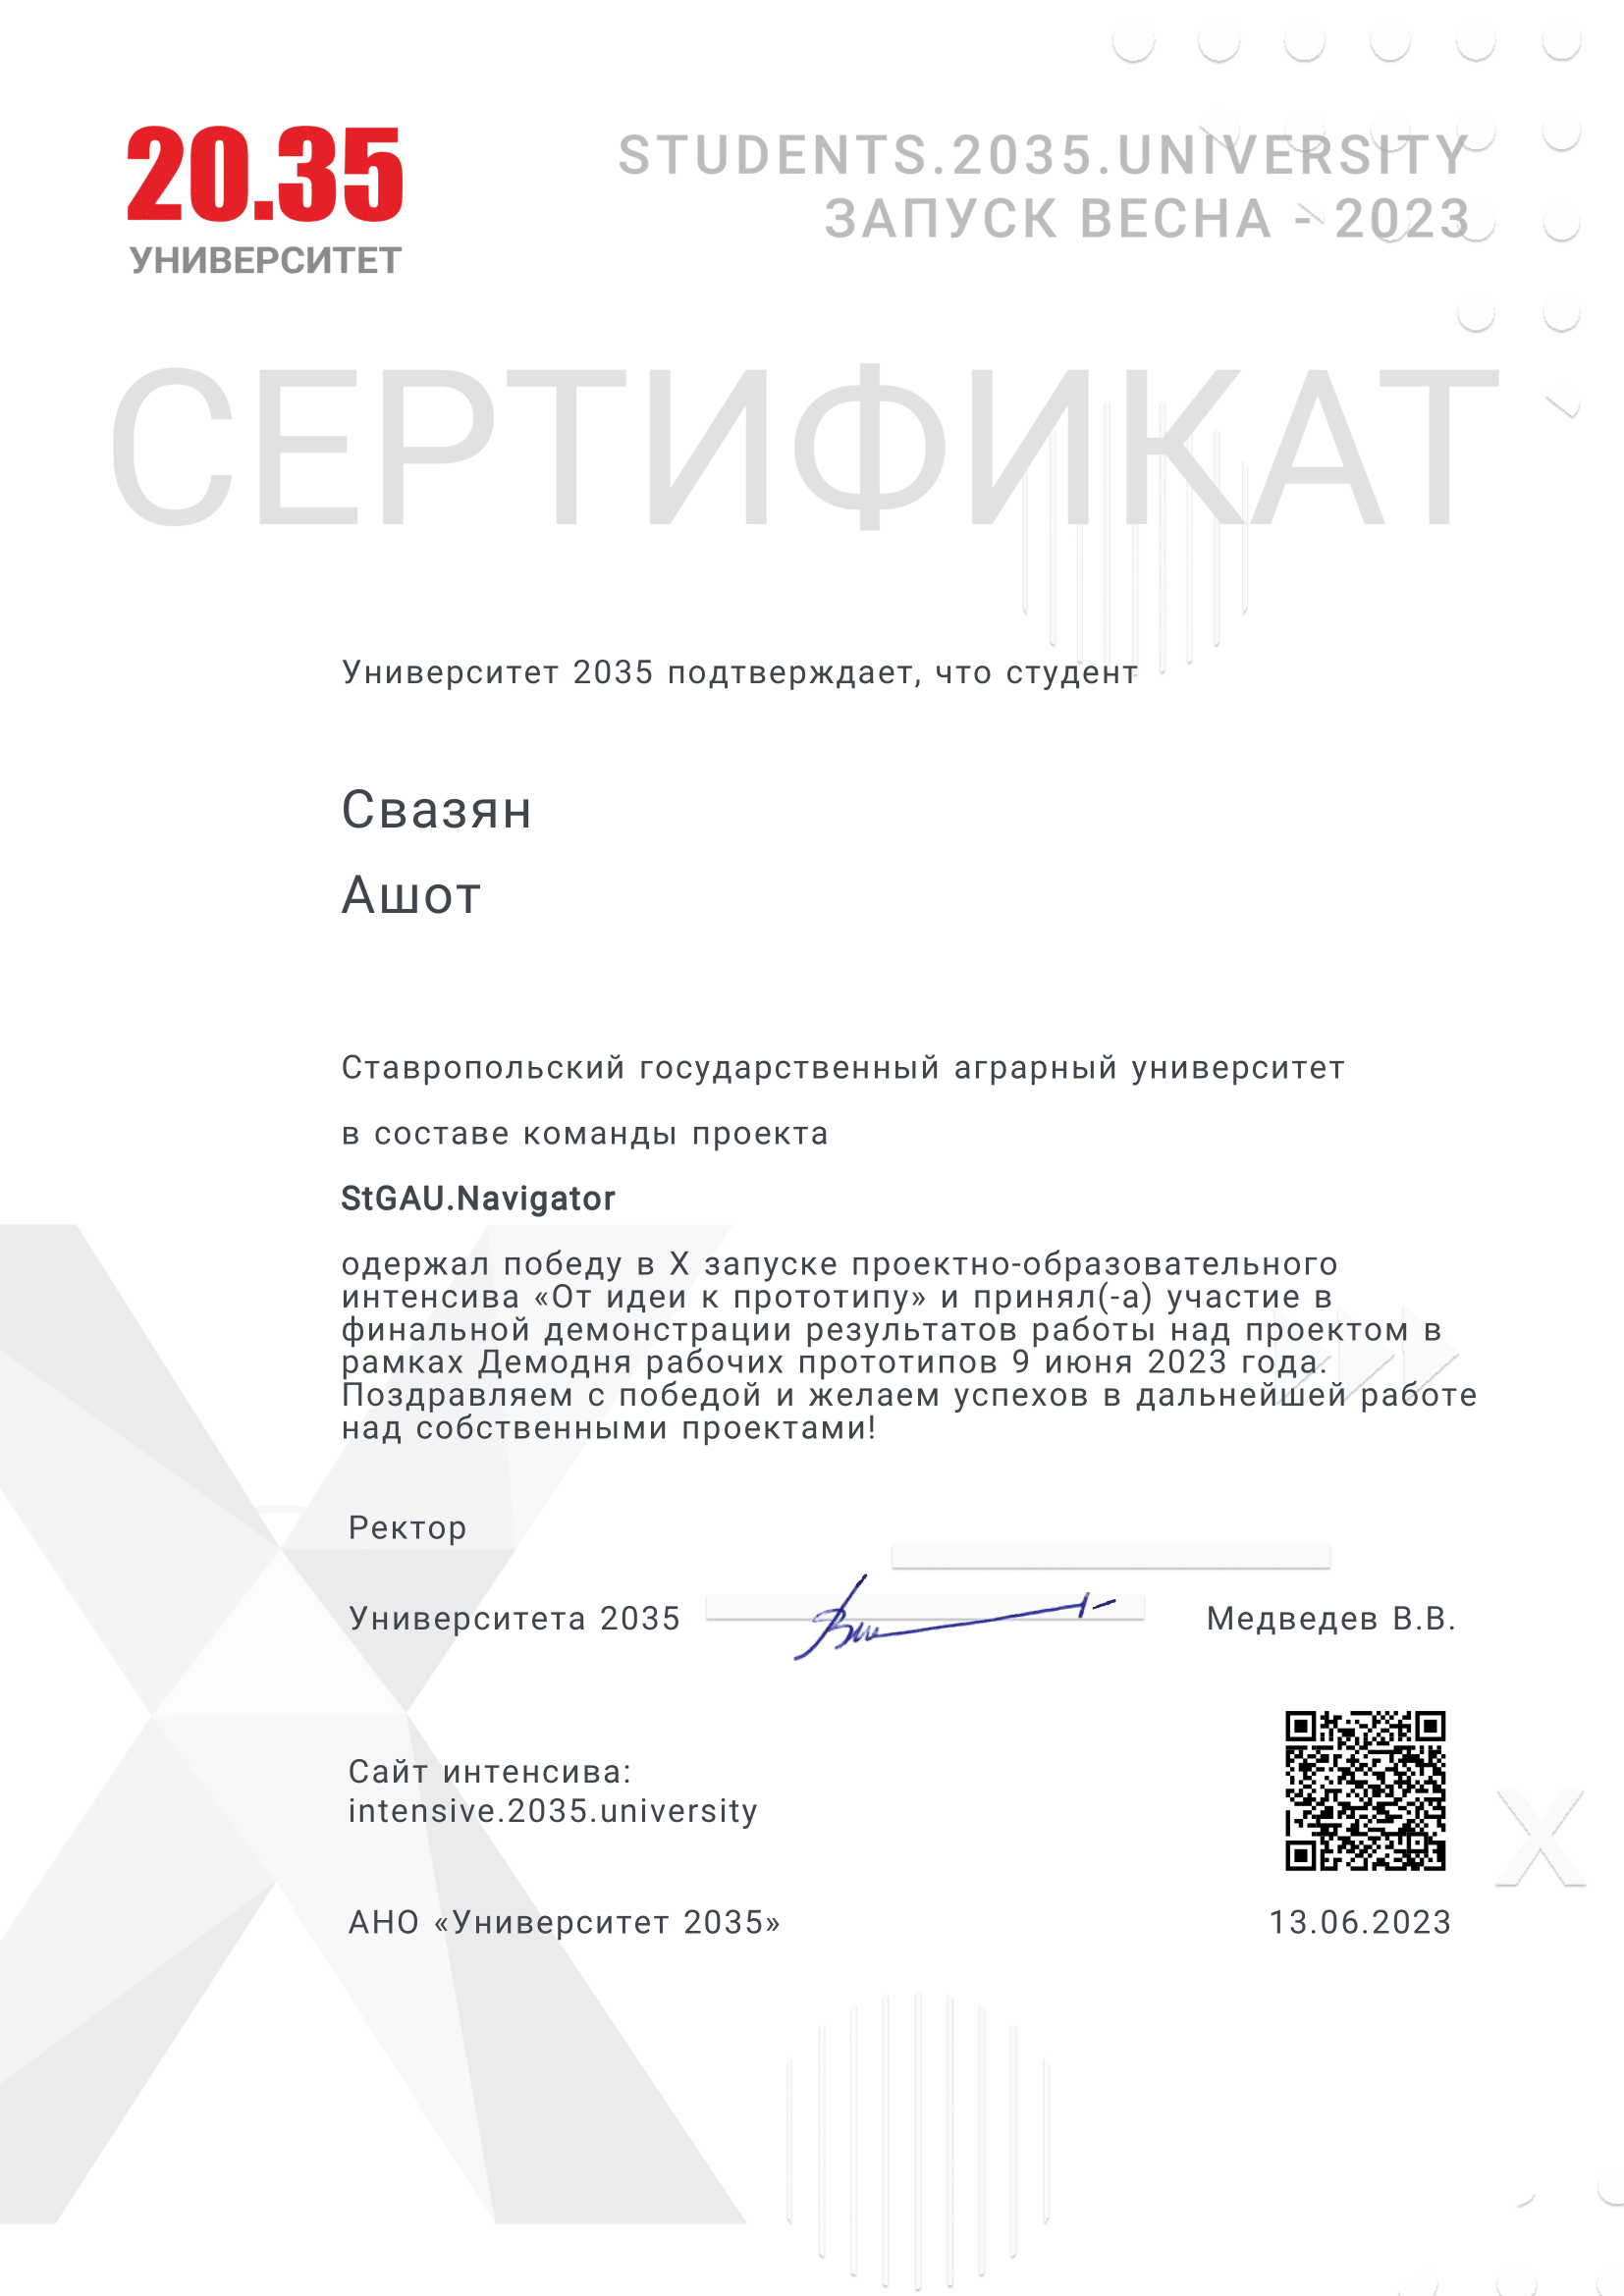 20.35
УНИВЕРСИТЕТ
STUDENTS.2035.UNIVERSITY
ЗАПУСК ВЕСНА - 2023
СЕРТИФИКАТ
Университет 2035 подтверждает, что студент
Свазян
Ашот
Ставропольский государственный аграрный университет
в составе команды проекта
StGAU.Navigator
одержал победу в X запуске проектно-образовательного
интенсива «От идеи к прототипу» и принял(-а) участие в
финальной демонстрации результатов работы над проектом в
рамках Демодня рабочих прототипов 9 июня 2023 года.
Поздравляем с победой и желаем успехов в дальнейшей работе
над собственными проектами!
Ректор
Университета 2035
Медведев В.В.
Сайт интенсива:
intensive.2035.university
АНО «Университет 2035»
13.06.2023